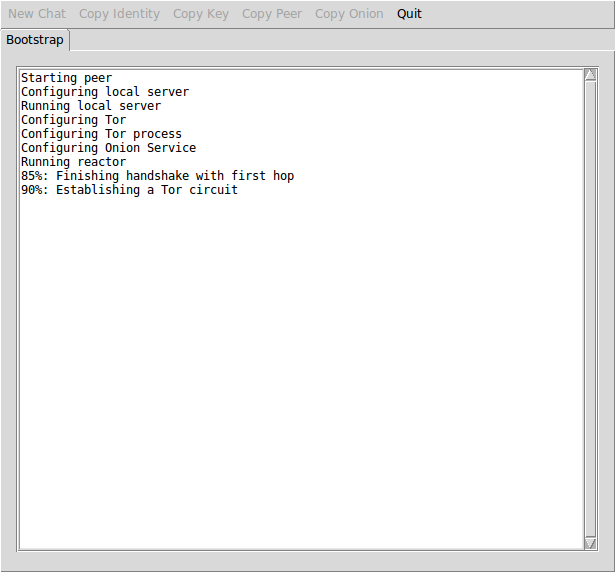 New Chat Copy Identity Copy Key Copy Peer Copy Onion Quit
Bootstrap
Starting peer
Configuring local server
Running local server
Configuring Tor
Configuring Tor process
Configuring Onion Service
Running reactor
85%: Finishing handshake with first hop
90%: Establishing a Tor circuit